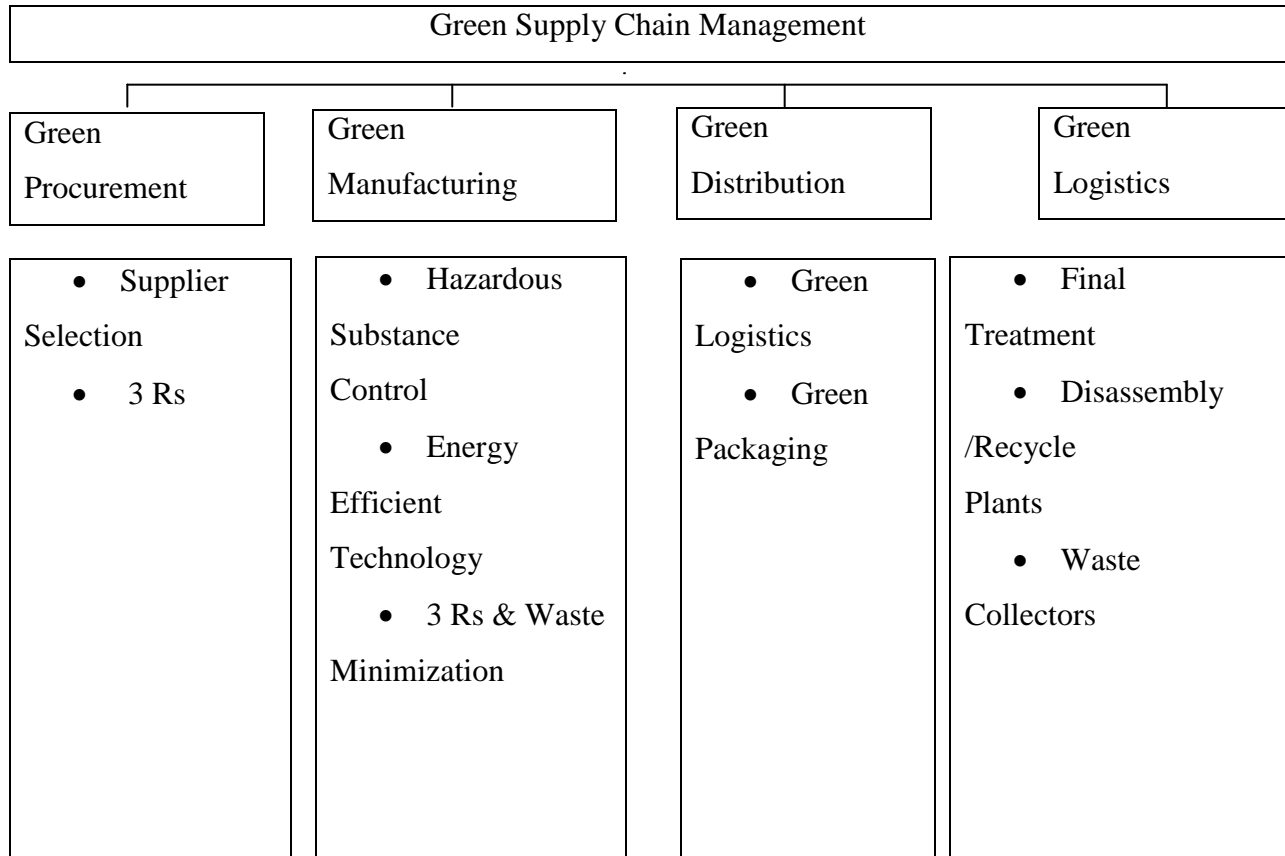 Green Supply Chain Management
Green
Procurement
Green
Manufacturing
Green
Distribution
Green
Logistics
• Supplier
Selection
• 3 Rs
• Hazardous
Substance
Control
• Energy
Efficient
Technology
• 3 Rs & Waste
Minimization
• Green
Logistics
• Green
Packaging
• Final
Treatment
• Disassembly
/Recycle
Plants
• Waste
Collectors